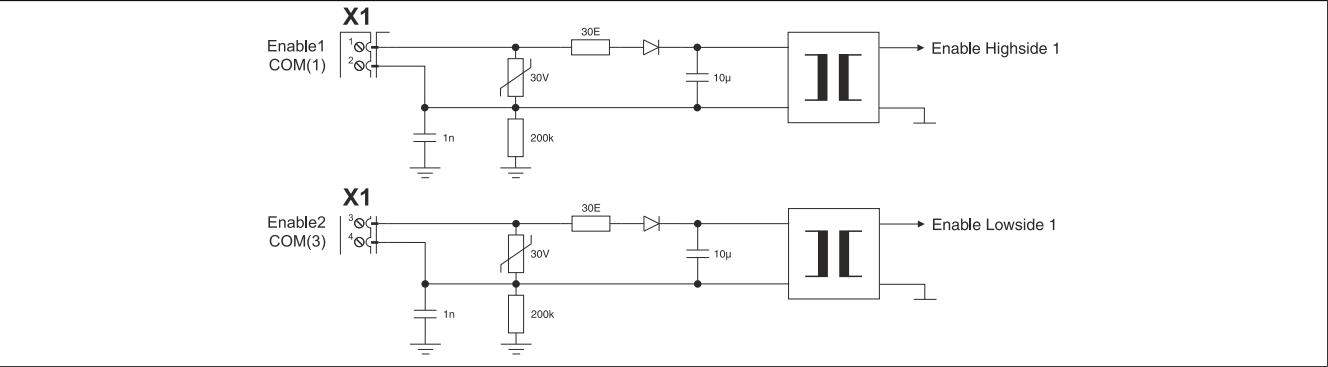 X1
30E
Enable1
1
Enable Highside 1
COM(1)
2
30V
10µ
1n
200k
X1
30E
Enable2
3
Enable Lowside 1
COM(3)
4
30V
10µ
1n
200k